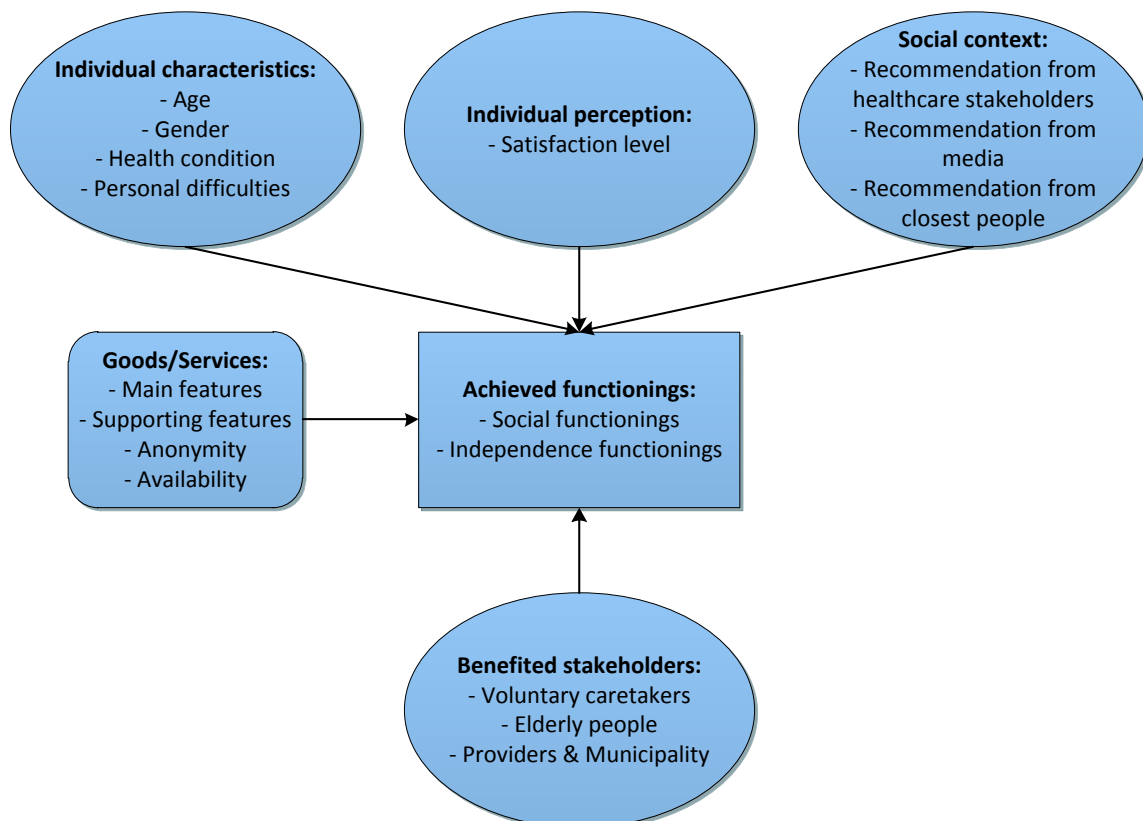 Individual characteristics:
- Age
- Gender
- Health condition
- Personal difficulties
Individual perception:
- Satisfaction level
Social context:
- Recommendation from
healthcare stakeholders
- Recommendation from
media
- Recommendation from
closest people
Goods/Services:
- Main features
- Supporting features
- Anonymity
- Availability
Achieved functionings:
- Social functionings
- Independence functionings
Benefited stakeholders:
- Voluntary caretakers
- Elderly people
- Providers & Municipality